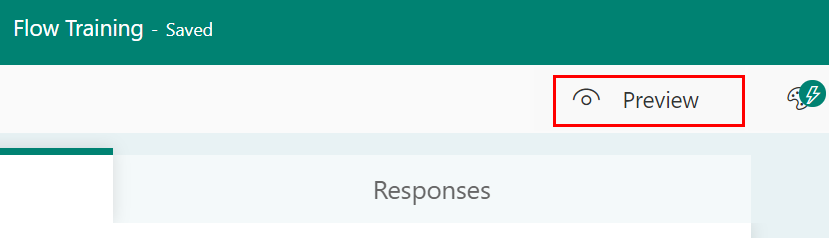 Flow Training - Saved
Preview
Responses